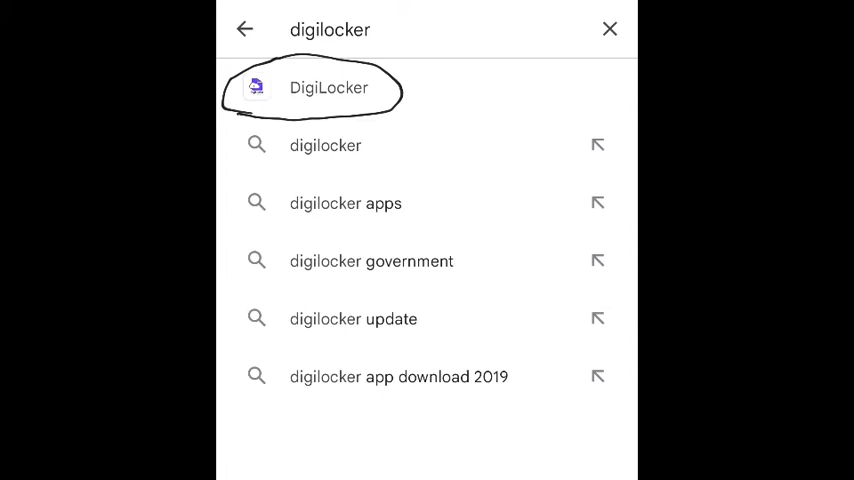 digilocker
DigiLocker
digilocker
digilocker apps
digilocker government
digilocker update
digilocker app download 2019